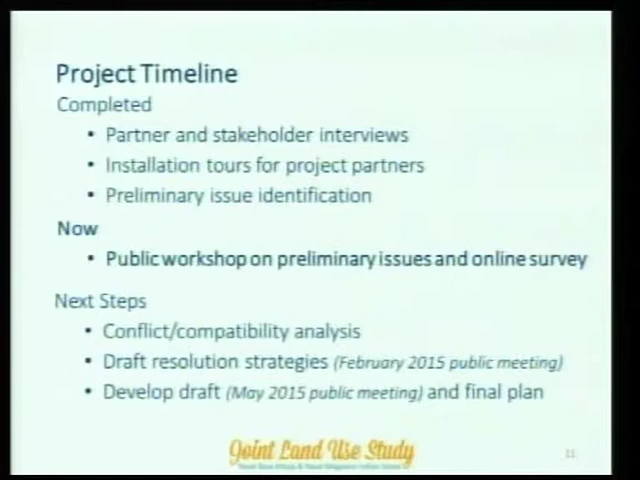 Project Timeline
Completed
• Partner and stakeholder interviews
• Installation tours for project partners
• Preliminary issue identification
Now
• Public workshop on preliminary issues and online survey
Next Steps
• Conflict/compatibility analysis
• Draft resolution strategies (February 2015 public meeting)
• Develop draft (May 2015 public meeting) and final plan
Joint Land Use Study
11